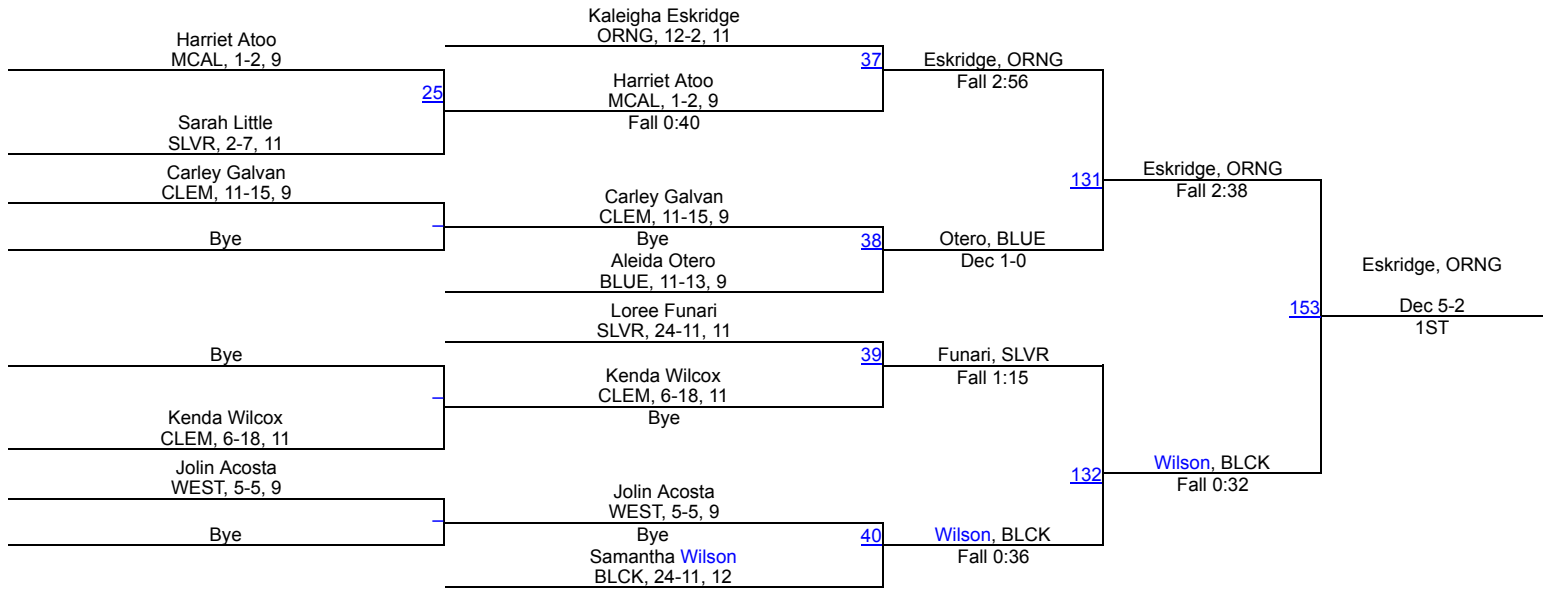 Harriet Atoo
MCAL, 1-2, 9
25
Sarah Little
SLVR, 2-7, 11
Carley Galvan
CLEM, 11-15, 9
Bye
Bye
Kenda Wilcox
CLEM, 6-18, 11
Jolin Acosta
WEST, 5-5, 9
Bye
Kaleigha Eskridge
ORNG, 12-2, 11
37
Harriet Atoo
MCAL, 1-2, 9
Fall 0:40
Carley Galvan
CLEM, 11-15, 9
Bye
38
Aleida Otero
BLUE, 11-13, 9
Loree Funari
SLVR, 24-11, 11
39
Kenda Wilcox
CLEM, 6-18, 11
Bye
Jolin Acosta
WEST, 5-5, 9
Bye
40
Samantha Wilson
BLCK, 24-11, 12
Eskridge, ORNG
Fall 2:56
131
Otero, BLUE
Dec 1-0
Funari, SLVR
Fall 1:15
132
Wilson, BLCK
Fall 0:36
Eskridge, ORNG
Fall 2:38
153
Wilson, BLCK
Fall 0:32
Eskridge, ORNG
Dec 5-2
1ST